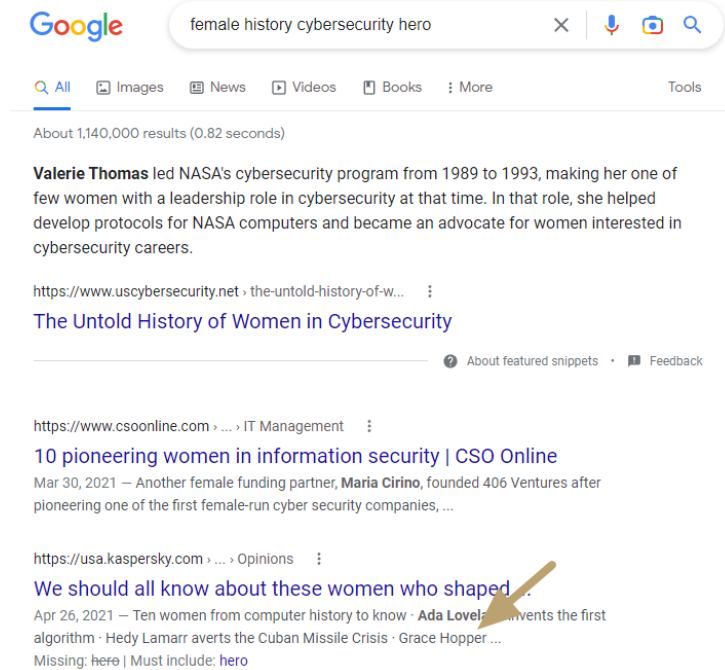 Google
female history cybersecurity hero
All Images News Videos Books More Tools
About 1,140,000 results (0.82 seconds)
Valerie Thomas led NASA's cybersecurity program from 1989 to 1993, making her one of
few women with a leadership role in cybersecurity at that time. In that role, she helped
develop protocols for NASA computers and became an advocate for women interested in
cybersecurity careers.
https://www.uscybersecurity.net › the-untold-history-of-w...
The Untold History of Women in Cybersecurity
About featured snippets • Feedback
https://www.csoonline.com › ... › IT Management
10 pioneering women in information security | CSO Online
Mar 30, 2021 — Another female funding partner, Maria Cirino, founded 406 Ventures after
pioneering one of the first female-run cyber security companies, ...
https://usa.kaspersky.com › ... › Opinions
We should all know about these women who shaped
Apr 26, 2021 — Ten women from computer history to know · Ada invents the first
algorithm · Hedy Lamarr averts the Cuban Missile Crisis · Grace Hopper ...
Missing: hero | Must include: hero